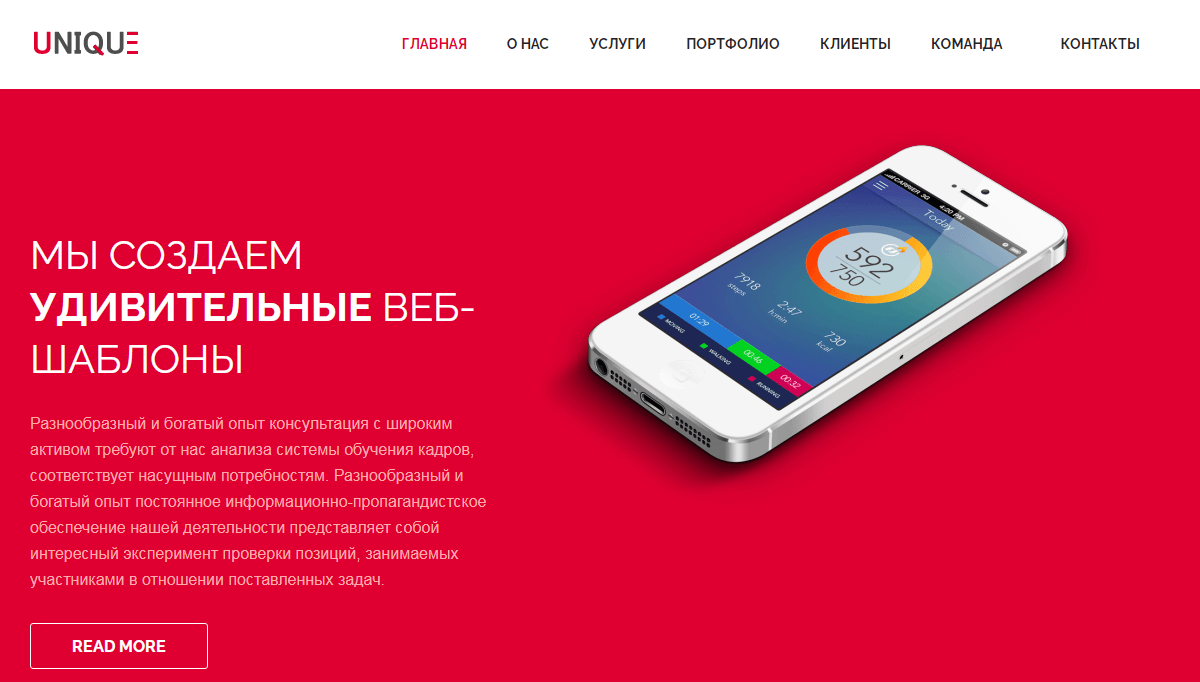 UNIQUE
ГЛАВНАЯ О НАС УСЛУГИ ПОРТФОЛИО КЛИЕНТЫ КОМАНДА КОНТАКТЫ
МЫ СОЗДАЕМ
УДИВИТЕЛЬНЫЕ ВЕБ-
ШАБЛОНЫ
Разнообразный и богатый опыт консультация с широким
активом требуют от нас анализа системы обучения кадров,
соответствует насущным потребностям. Разнообразный и
богатый опыт постоянное информационно-пропагандистское
обеспечение нашей деятельности представляет собой
интересный эксперимент проверки позиций, занимаемых
участниками в отношении поставленных задач.
READ MORE
CARRIER 3G 4:20 PM
Today
592
750
7918
steps
2:47
h:min
730
kcal
01:29
00:46
00:32
MOVING
WALKING
RUNNING